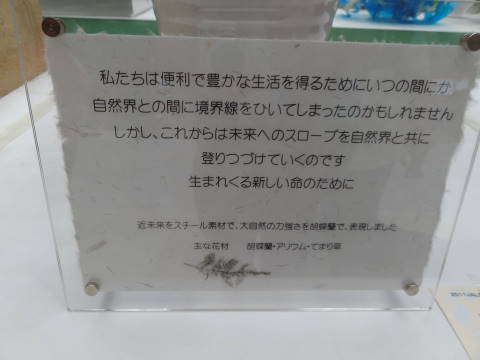 私たちは便利で豊かな生活を得るためにいつの間にか
自然界との間に境界線をひいてしまったのかもしれません
しかし、これからは未来へのスロープを自然界と共に
登りつづけていくのです
生まれくる新しい命のために
近未来をスチール素材で、大自然の力強さを胡蝶蘭で、表現しました
主な花材　胡蝶蘭・アリウム・てまり草